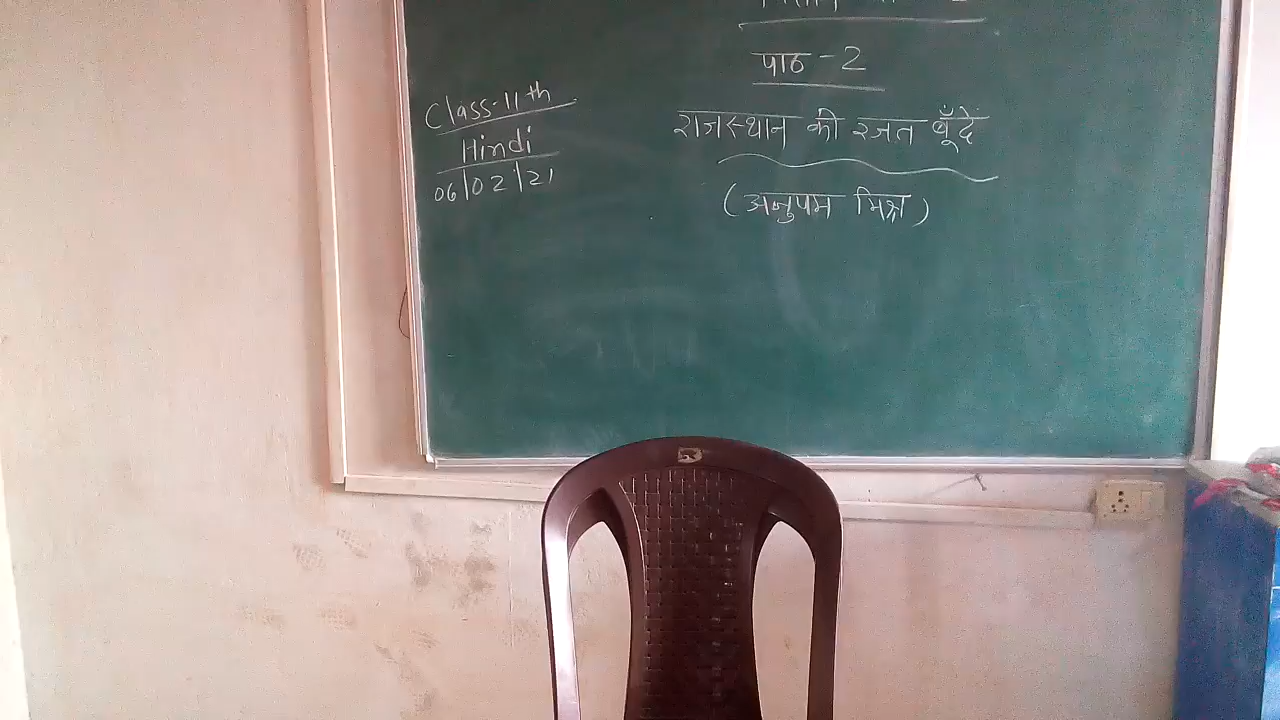 Class-11th
Hindi
06/02/21
पाठ - 2
राजस्थान की रजत बूँदें
(अनुपम मिश्र)